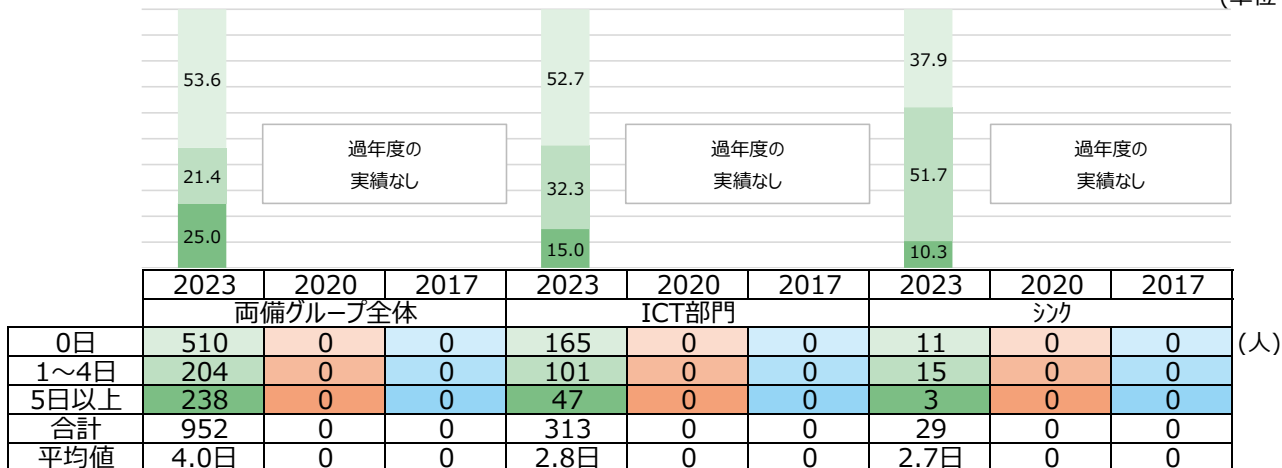 (単位
53.6
52.7
37.9
過年度の
実績なし
過年度の
実績なし
過年度の
実績なし
21.4
32.3
51.7
25.0
15.0
10.3
2023 2020 2017 2023 2020 2017 2023 2020 2017
両備グループ全体 ICT部門 シンク
0日 510 0 0 165 0 0 11 0 0 (人)
1～4日 204 0 0 101 0 0 15 0 0
5日以上 238 0 0 47 0 0 3 0 0
合計 952 0 0 313 0 0 29 0 0
平均値 4.0日 0 0 2.8日 0 0 2.7日 0 0